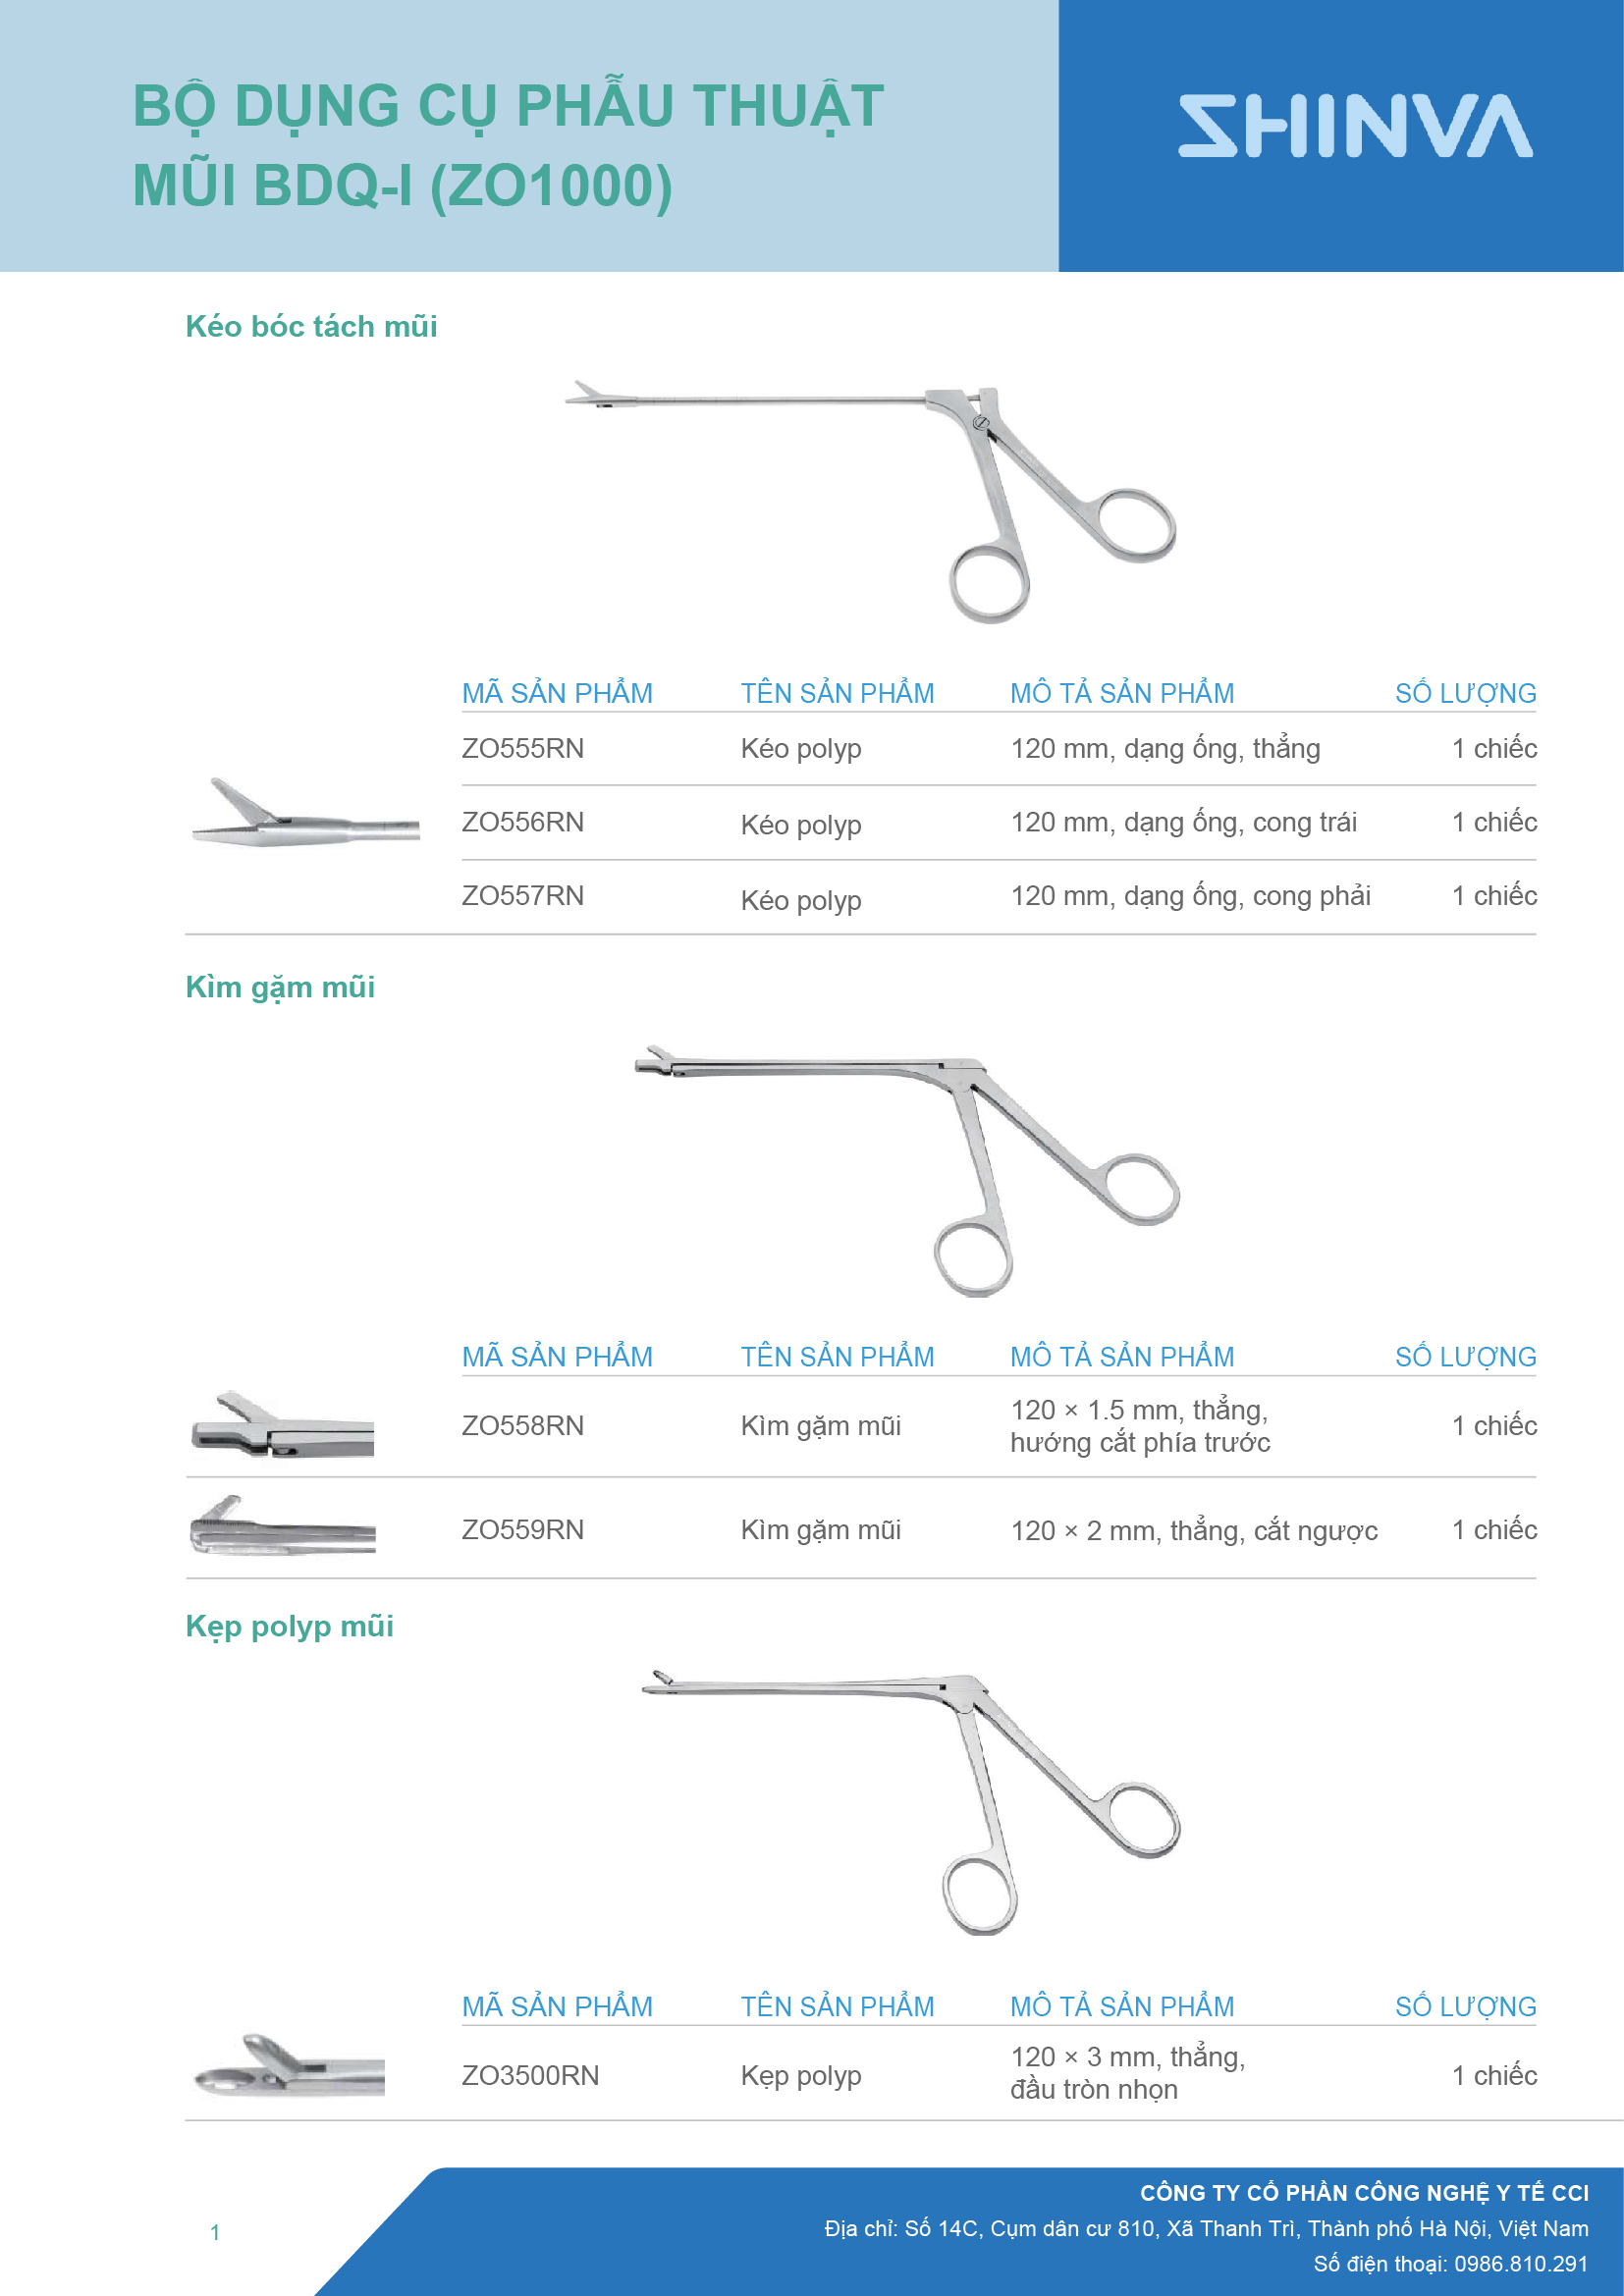 BỘ DỤNG CỤ PHẪU THUẬT
MŨI BDQ-I (ZO1000)
SHINVA
Kéo bóc tách mũi
MÃ SẢN PHẨM TÊN SẢN PHẨM MÔ TẢ SẢN PHẨM SỐ LƯỢNG
ZO555RN Kéo polyp 120 mm, dạng ống, thẳng 1 chiếc
ZO556RN Kéo polyp 120 mm, dạng ống, cong trái 1 chiếc
ZO557RN Kéo polyp 120 mm, dạng ống, cong phải 1 chiếc
Kìm gặm mũi
MÃ SẢN PHẨM TÊN SẢN PHẨM MÔ TẢ SẢN PHẨM SỐ LƯỢNG
ZO558RN Kìm gặm mũi 120 × 1.5 mm, thẳng, 1 chiếc
hướng cắt phía trước
ZO559RN Kìm gặm mũi 120 × 2 mm, thẳng, cắt ngược 1 chiếc
Kẹp polyp mũi
MÃ SẢN PHẨM TÊN SẢN PHẨM MÔ TẢ SẢN PHẨM SỐ LƯỢNG
ZO3500RN Kẹp polyp 120 × 3 mm, thẳng, 1 chiếc
đầu tròn nhọn
CÔNG TY CỔ PHẦN CÔNG NGHỆ Y TẾ CCI
Địa chỉ: Số 14C, Cụm dân cư 810, Xã Thanh Trì, Thành phố Hà Nội, Việt Nam
Số điện thoại: 0986.810.291
1